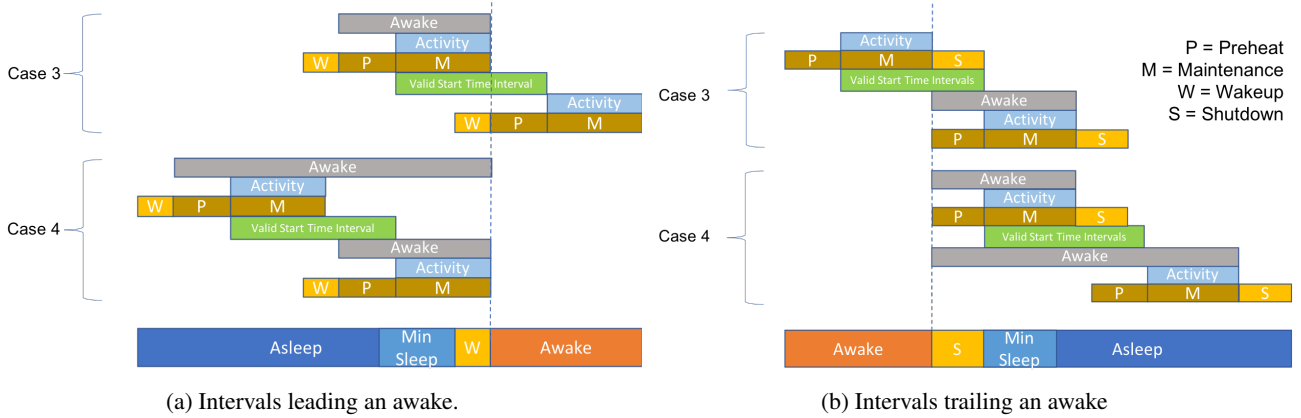 Awake
Activity
W P M
Case 3
Valid Start Time Interval
Activity
W P M
Awake
Activity
W P M
Case 4
Valid Start Time Interval
Awake
Activity
W P M
Asleep
Min
Sleep
W
Awake
(a) Intervals leading an awake.
Activity
P M S
Case 3
Valid Start Time Intervals
Awake
Activity
P M S
P = Preheat
M = Maintenance
W = Wakeup
S = Shutdown
Awake
Activity
P M S
Case 4
Valid Start Time Intervals
Awake
Activity
P M S
Awake
S
Min
Sleep
Asleep
(b) Intervals trailing an awake